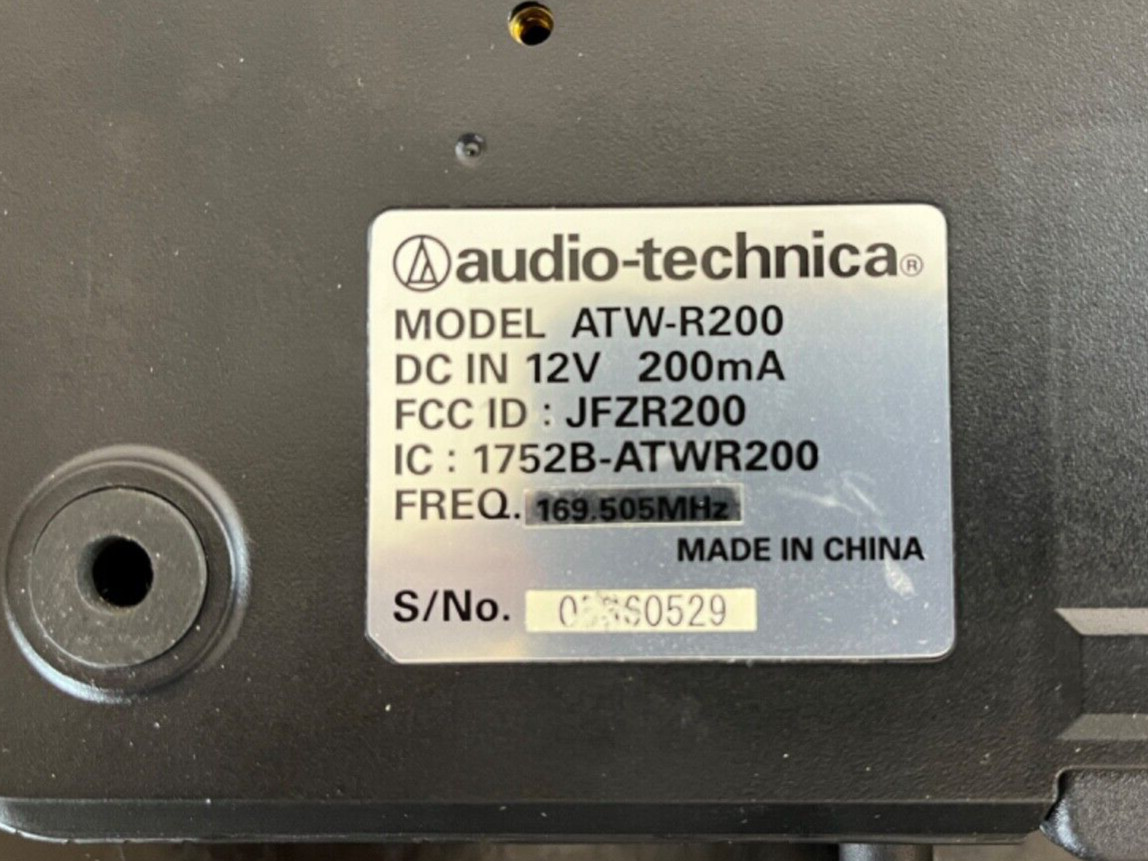 audio-technica®
MODEL ATW-R200
DC IN 12V 200mA
FCC ID : JFZR200
IC : 1752B-ATWR200
FREQ. 169.505MHz
MADE IN CHINA
S/No.